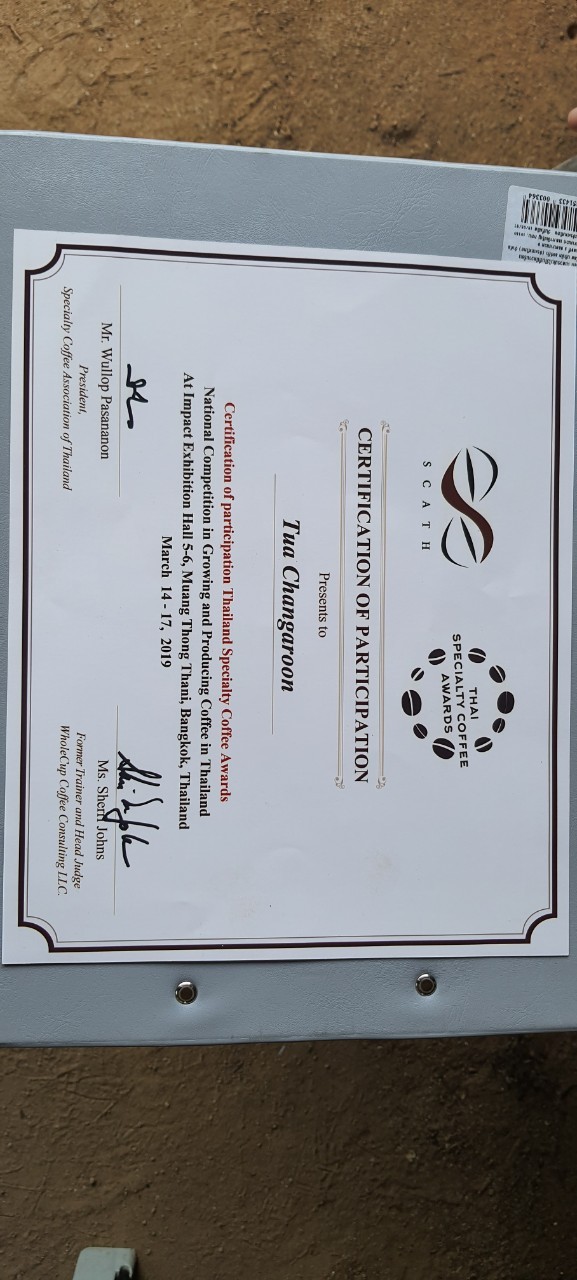 SCATH
THAI
SPECIALTY COFFEE
AWARDS
CERTIFICATION OF PARTICIPATION
Presents to
Tua Changaroon
Certification of participation Thailand Specialty Coffee Awards
National Competition in Growing and Producing Coffee in Thailand
At Impact Exhibition Hall 5-6, Muang Thong Thani, Bangkok, Thailand
March 14 - 17, 2019
Mr. Wullop Pasananon
President,
Specialty Coffee Association of Thailand
Ms. Sherri Johns
Former Trainer and Head Judge
WholeCup Coffee Consulting LLC.